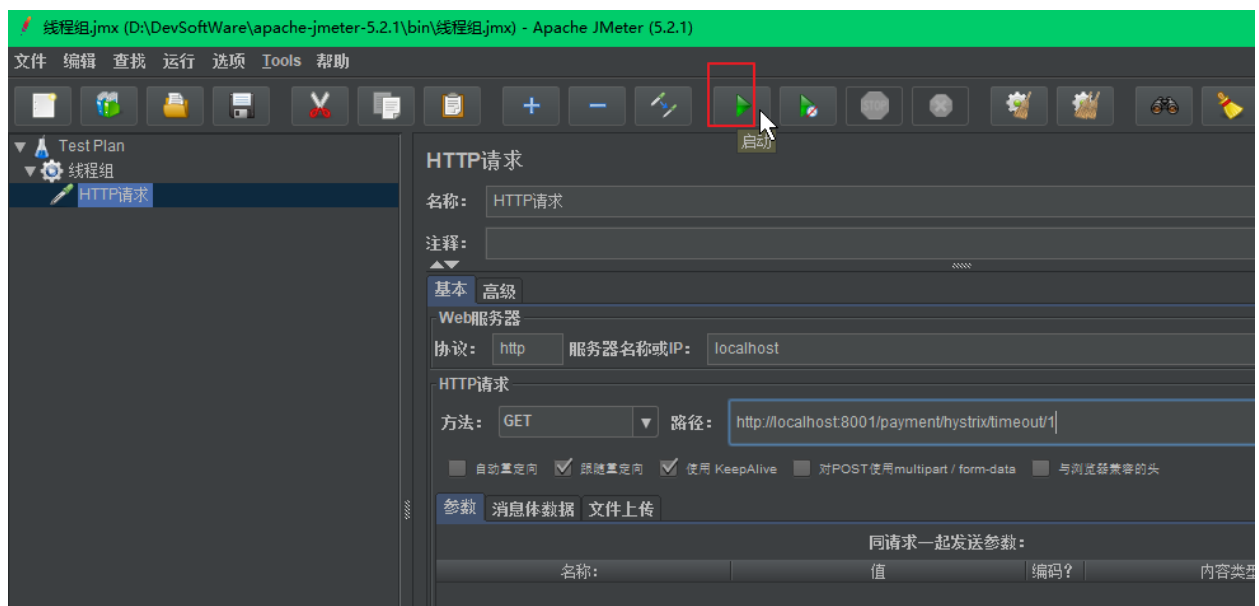 线程组.jmx (D:\DevSoftWare\apache-jmeter-5.2.1\bin\线程组.jmx) - Apache JMeter (5.2.1)
文件 编辑 查找 运行 选项 Tools 帮助
STOP
启动
Test Plan
线程组
HTTP请求
HTTP请求
名称： HTTP请求
注释：
基本 高级
Web服务器
协议： http 服务器名称或IP： localhost
HTTP请求
方法： GET 路径： http://localhost:8001/payment/hystrix/timeout/1
自动重定向 跟随重定向 使用 KeepAlive 对POST使用multipart / form-data 与浏览器兼容的头
参数 消息体数据 文件上传
同请求一起发送参数：
名称： 值 编码？ 内容类型